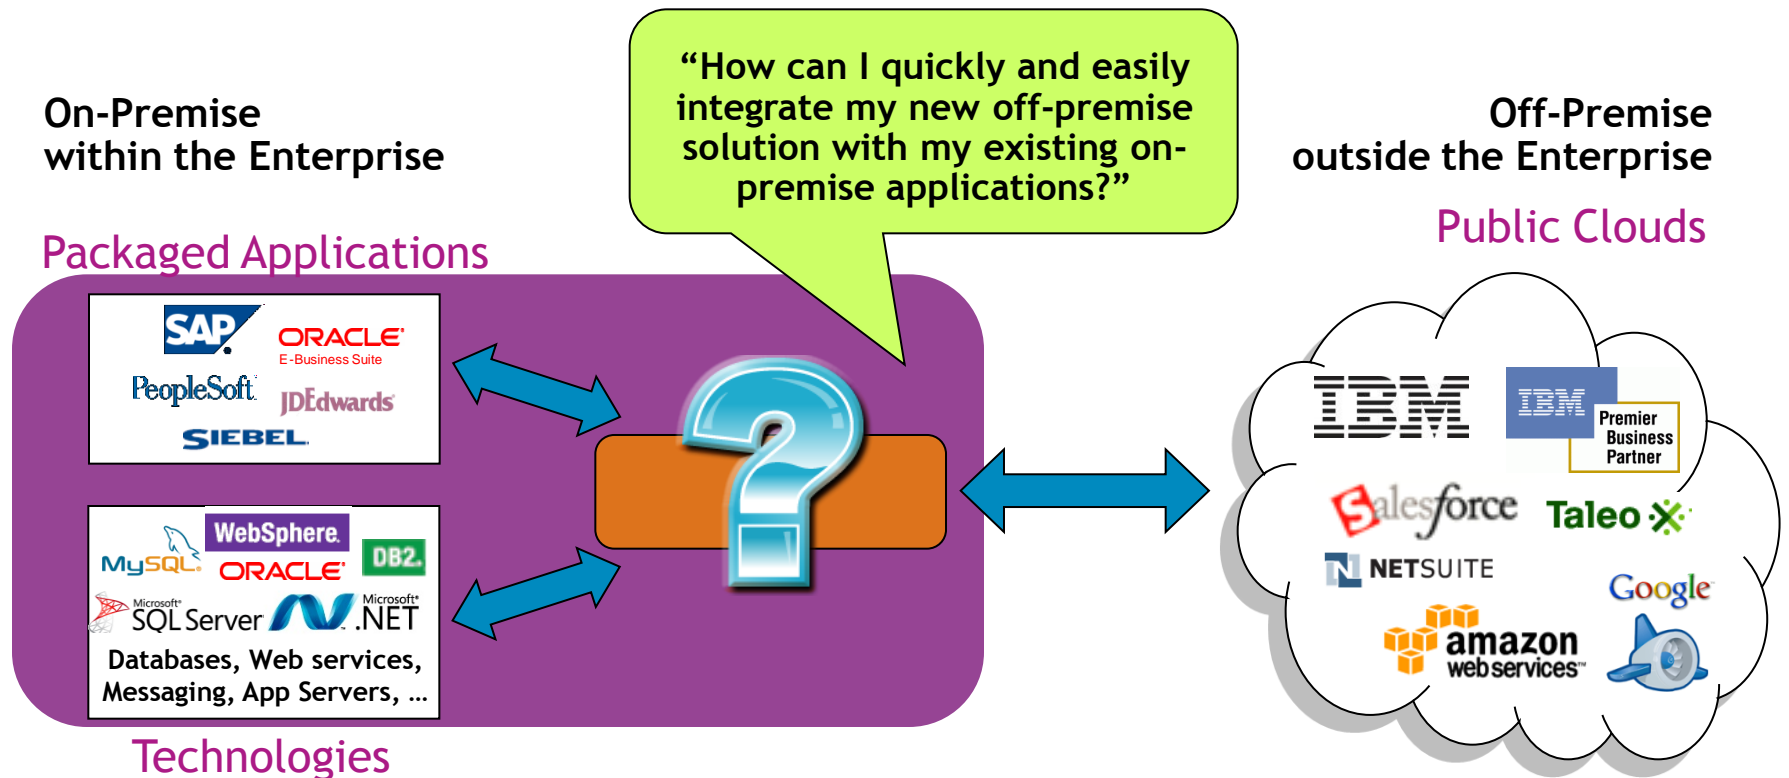 “How can I quickly and easily
integrate my new off-premise
solution with my existing on-
premise applications?”
On-Premise
within the Enterprise
Off-Premise
outside the Enterprise
Packaged Applications
Public Clouds
SAP
ORACLE
E-Business Suite
PeopleSoft
JDEdwards
SIEBEL
MySQL
WebSphere
ORACLE
DB2
Microsoft
SQL Server
Microsoft
.NET
Databases, Web services,
Messaging, App Servers, …
Technologies
IBM
IBM
Premier
Business
Partner
Salesforce
Taleo
N NETSUITE
Google
amazon
webservices™